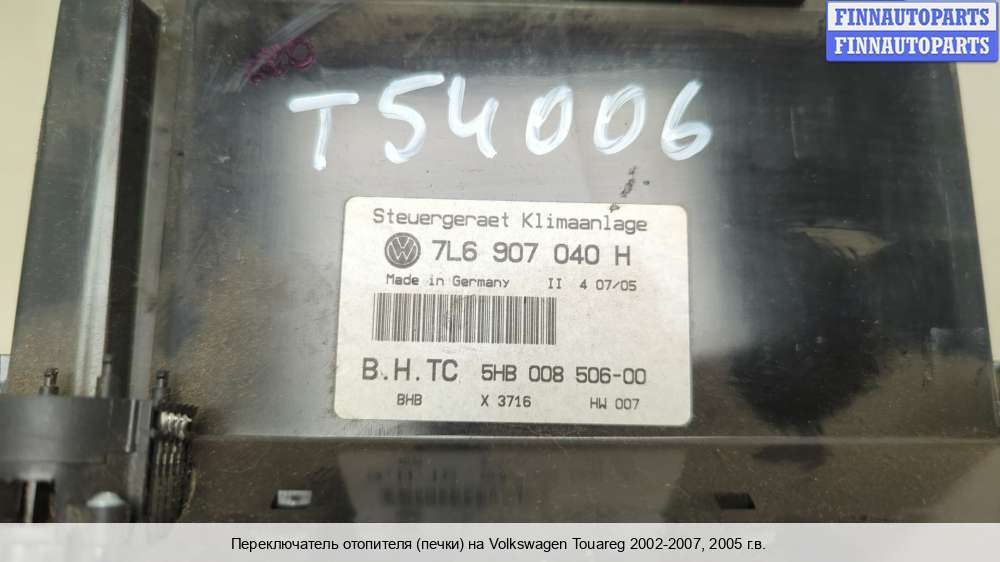 FINNAUTOPARTS
FINNAUTOPARTS
T54006
Steuergeraet Klimaanlage
7L6 907 040 H
Made in Germany II 4 07/05
B.H.TC 5HB 008 506-00
BHB X 3716 HW 007
Переключатель отопителя (печки) на Volkswagen Touareg 2002-2007, 2005 г.в.